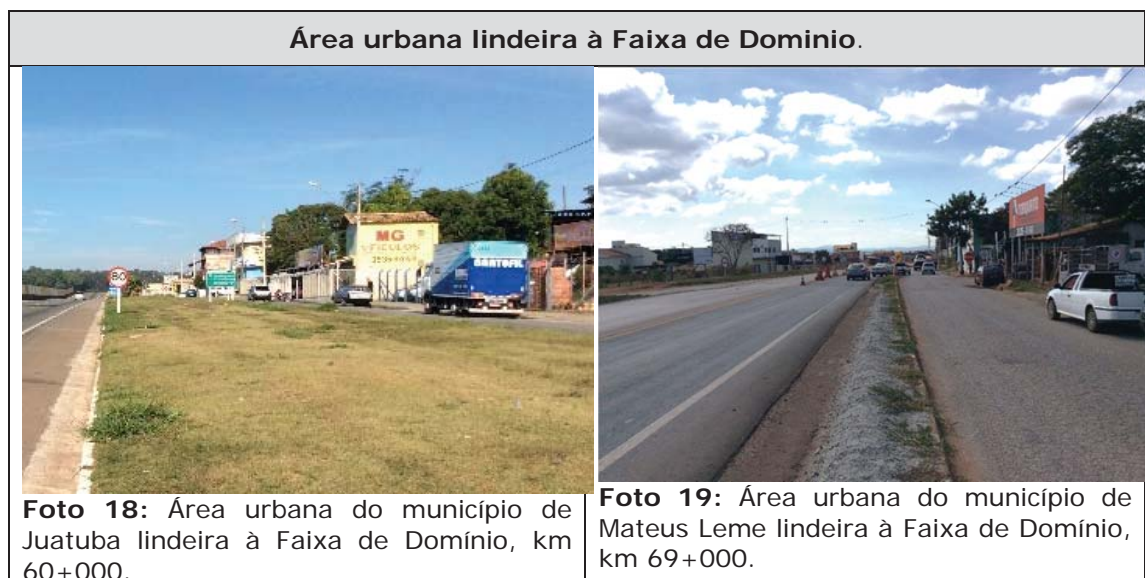 Área urbana lindeira à Faixa de Dominio.
80
MG
VEÍCULOS
Foto 18: Área urbana do município de
Juatuba lindeira à Faixa de Domínio, km
60+000.
Foto 19: Área urbana do município de
Mateus Leme lindeira à Faixa de Domínio,
km 69+000.